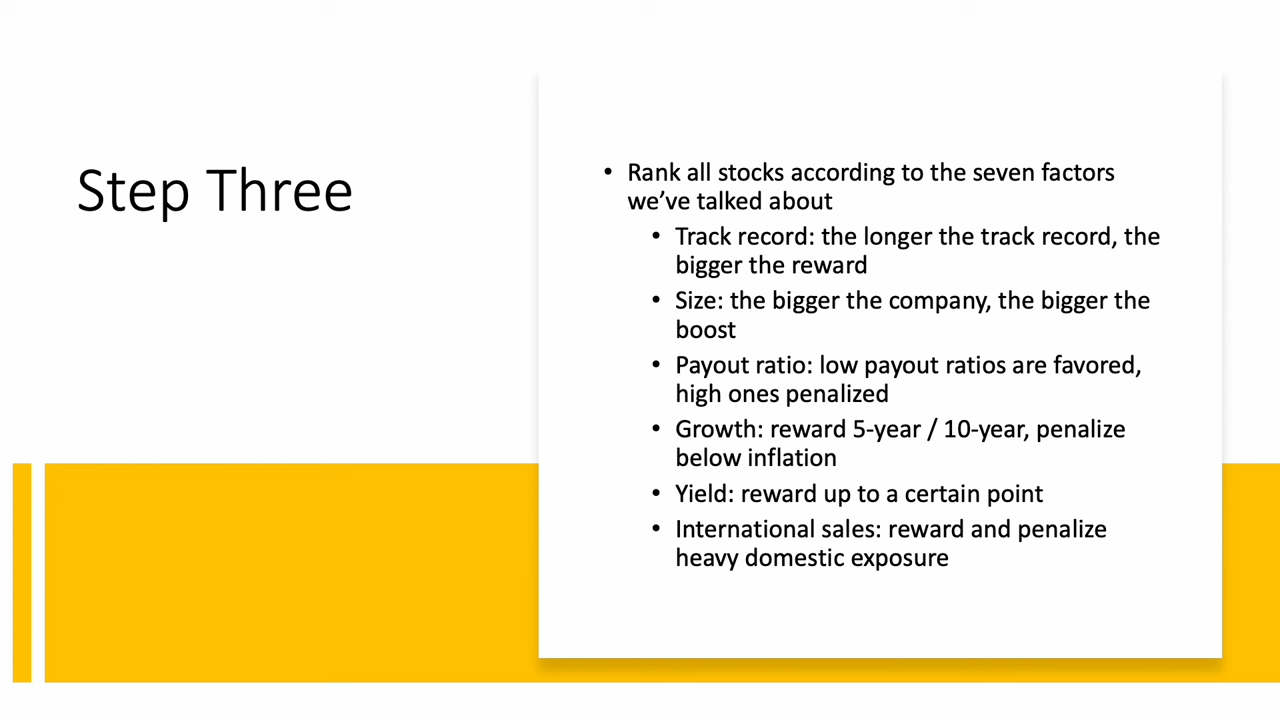 Step Three
• Rank all stocks according to the seven factors
we’ve talked about
• Track record: the longer the track record, the
bigger the reward
• Size: the bigger the company, the bigger the
boost
• Payout ratio: low payout ratios are favored,
high ones penalized
• Growth: reward 5-year / 10-year, penalize
below inflation
• Yield: reward up to a certain point
• International sales: reward and penalize
heavy domestic exposure